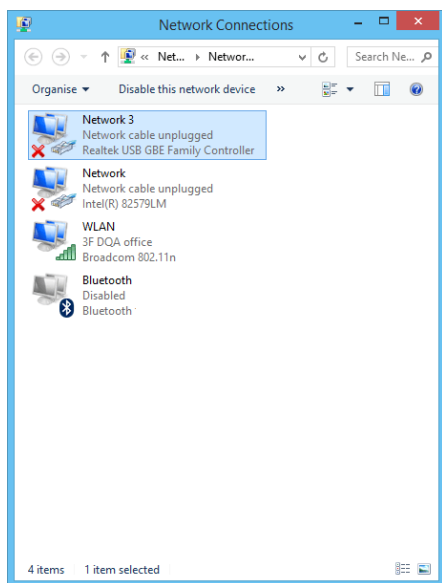 Network Connections
« Net... Networ... Search Ne...
Organise Disable this network device »
Network 3
Network cable unplugged
Realtek USB GBE Family Controller
Network
Network cable unplugged
Intel(R) 82579LM
WLAN
3F DQA office
Broadcom 802.11n
Bluetooth
Disabled
Bluetooth
4 items 1 item selected